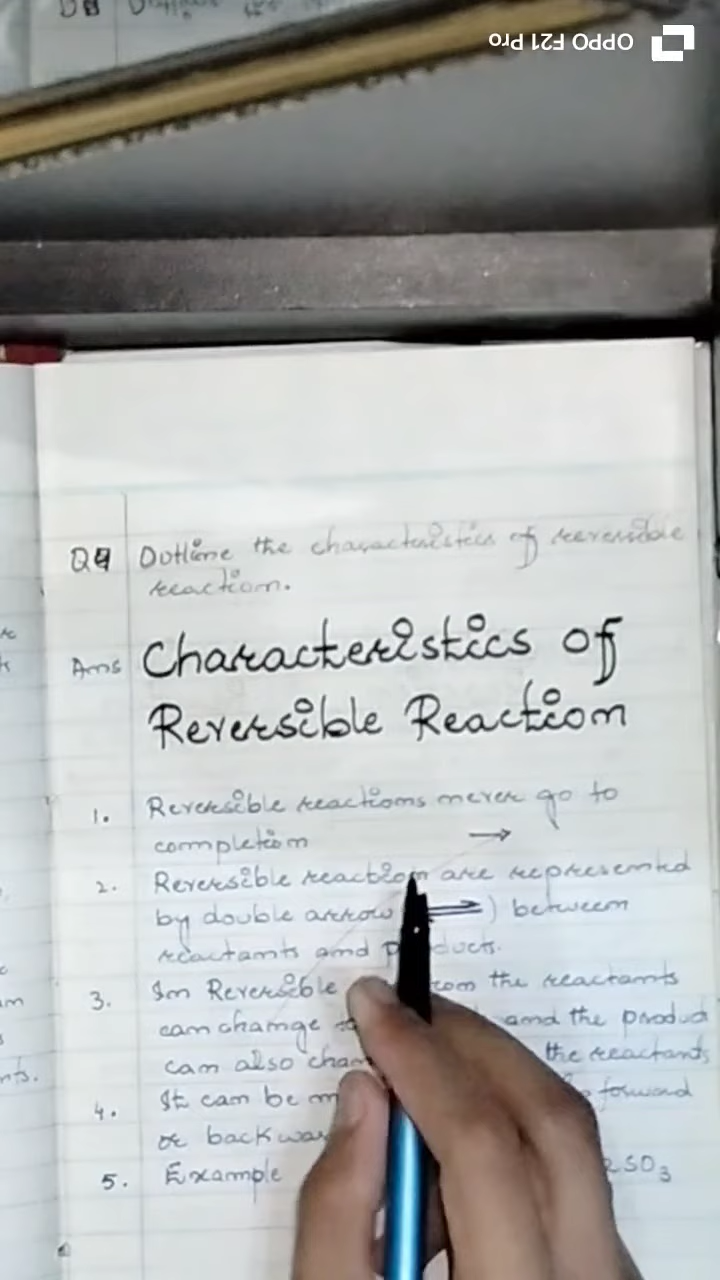 OPPO F21 Pro
Q4 Outline the characteristics of reversible
reaction.
Ans Characteristics of
Reversible Reaction
1. Reversible reactions never go to
completion
2. Reversible reaction are represented
by double arrow ⇌) between
reactants and products.
3. In Reversible the reactants
can change and the product
can also the reactants
4. It can be forward
or
5. Example 2SO3